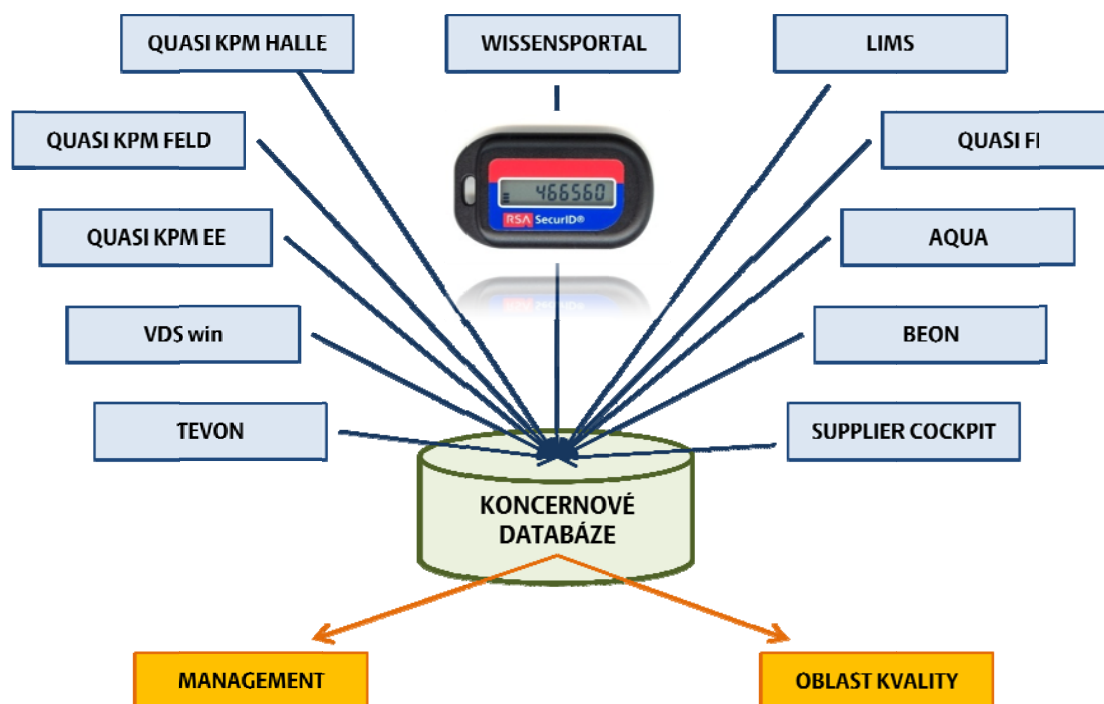 QUASI KPM HALLE
WISSENSPORTAL
LIMS
QUASI KPM FELD
QUASI FI
466560
RSA SecurID®
QUASI KPM EE
AQUA
VDS win
BEON
TEVON
SUPPLIER COCKPIT
KONCERNOVÉ
DATABÁZE
MANAGEMENT
OBLAST KVALITY